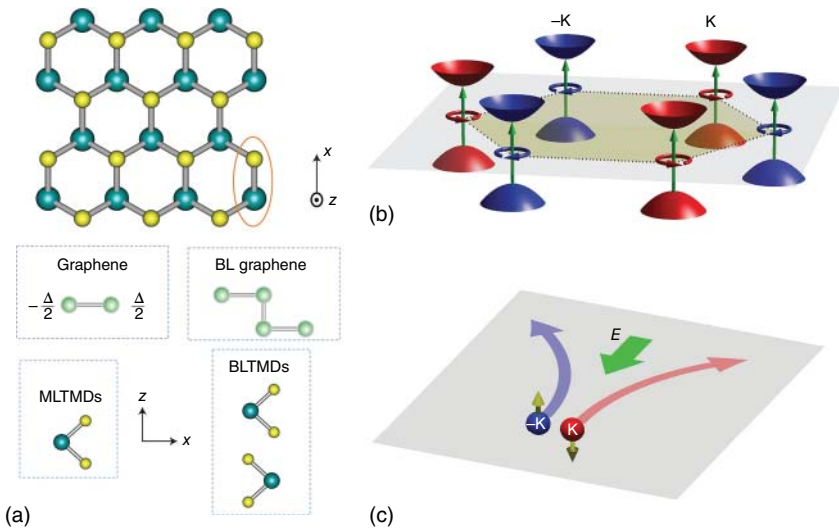 x
z
(a)
Graphene
−Δ/2
Δ/2
BL graphene
MLTMDs
z
x
BLTMDs
−K
K
(b)
E
−K
K
(c)